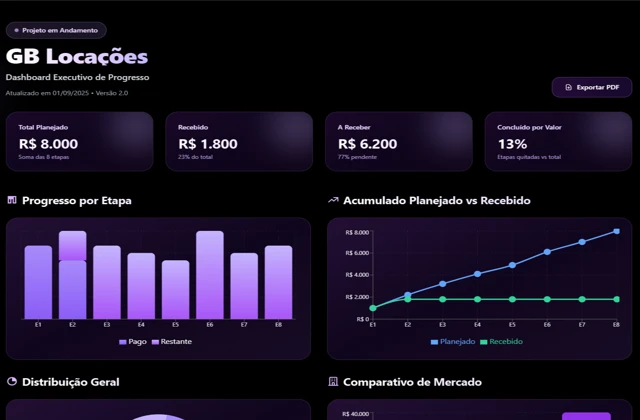 Projeto em Andamento
GB Locações
Dashboard Executivo de Progresso
Atualizado em 01/09/2025 • Versão 2.0
Exportar PDF
Total Planejado
R$ 8.000
Soma das 8 etapas
Recebido
R$ 1.800
23% do total
A Receber
R$ 6.200
77% pendente
Concluído por Valor
13%
Etapas quitadas vs total
Progresso por Etapa
E1 E2 E3 E4 E5 E6 E7 E8
Pago Restante
Acumulado Planejado vs Recebido
R$ 8.000
R$ 6.000
R$ 4.000
R$ 2.000
R$ 0
E1 E2 E3 E4 E5 E6 E7 E8
Planejado Recebido
Distribuição Geral
Comparativo de Mercado
R$ 40.000